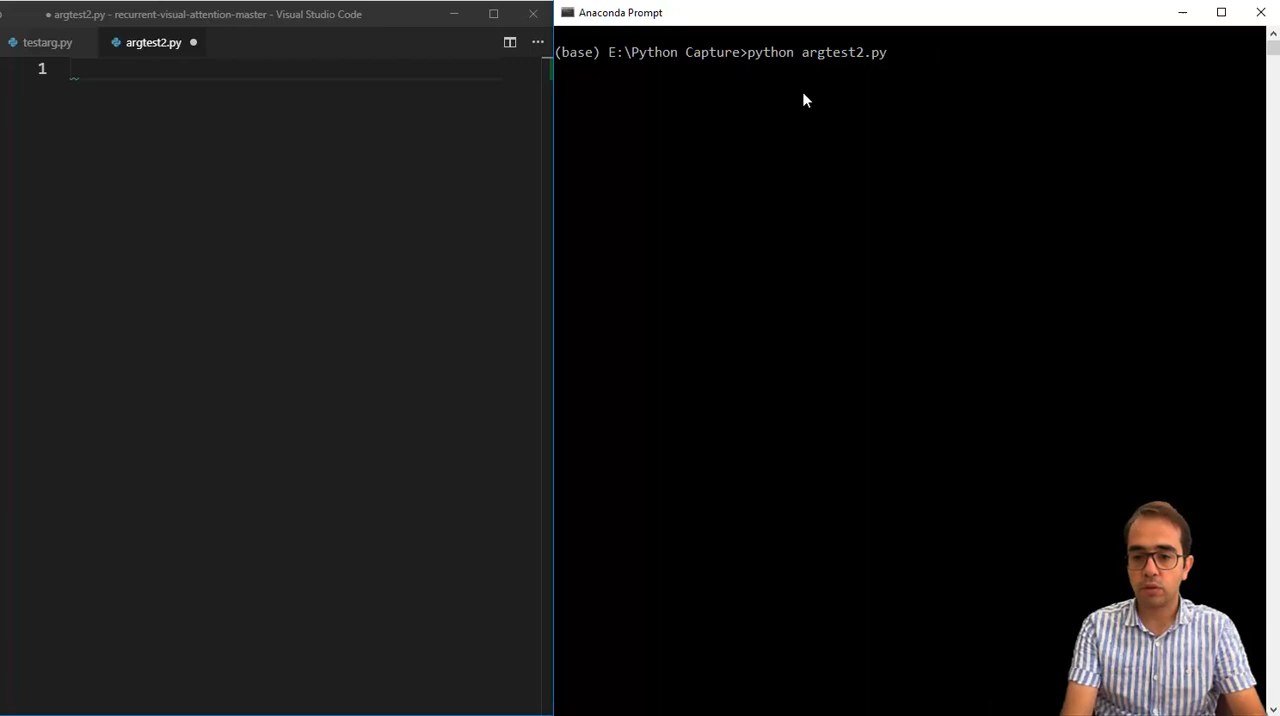 argtest2.py - recurrent-visual-attention-master - Visual Studio Code
testarg.py
argtest2.py
1
Anaconda Prompt
(base) E:\Python Capture>python argtest2.py